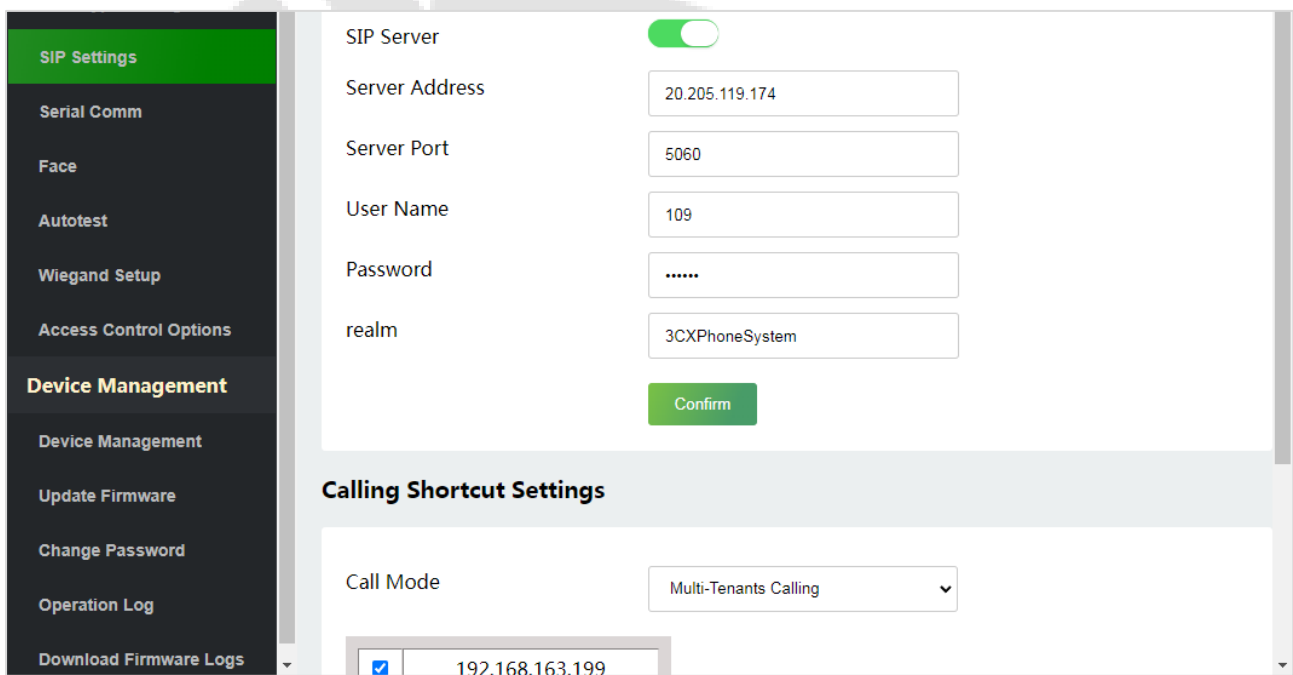 SIP Settings
Serial Comm
Face
Autotest
Wiegand Setup
Access Control Options
Device Management
Device Management
Update Firmware
Change Password
Operation Log
Download Firmware Logs
SIP Server
Server Address 20.205.119.174
Server Port 5060
User Name 109
Password ••••••
realm 3CXPhoneSystem
Confirm
Calling Shortcut Settings
Call Mode Multi-Tenants Calling
192.168.163.199